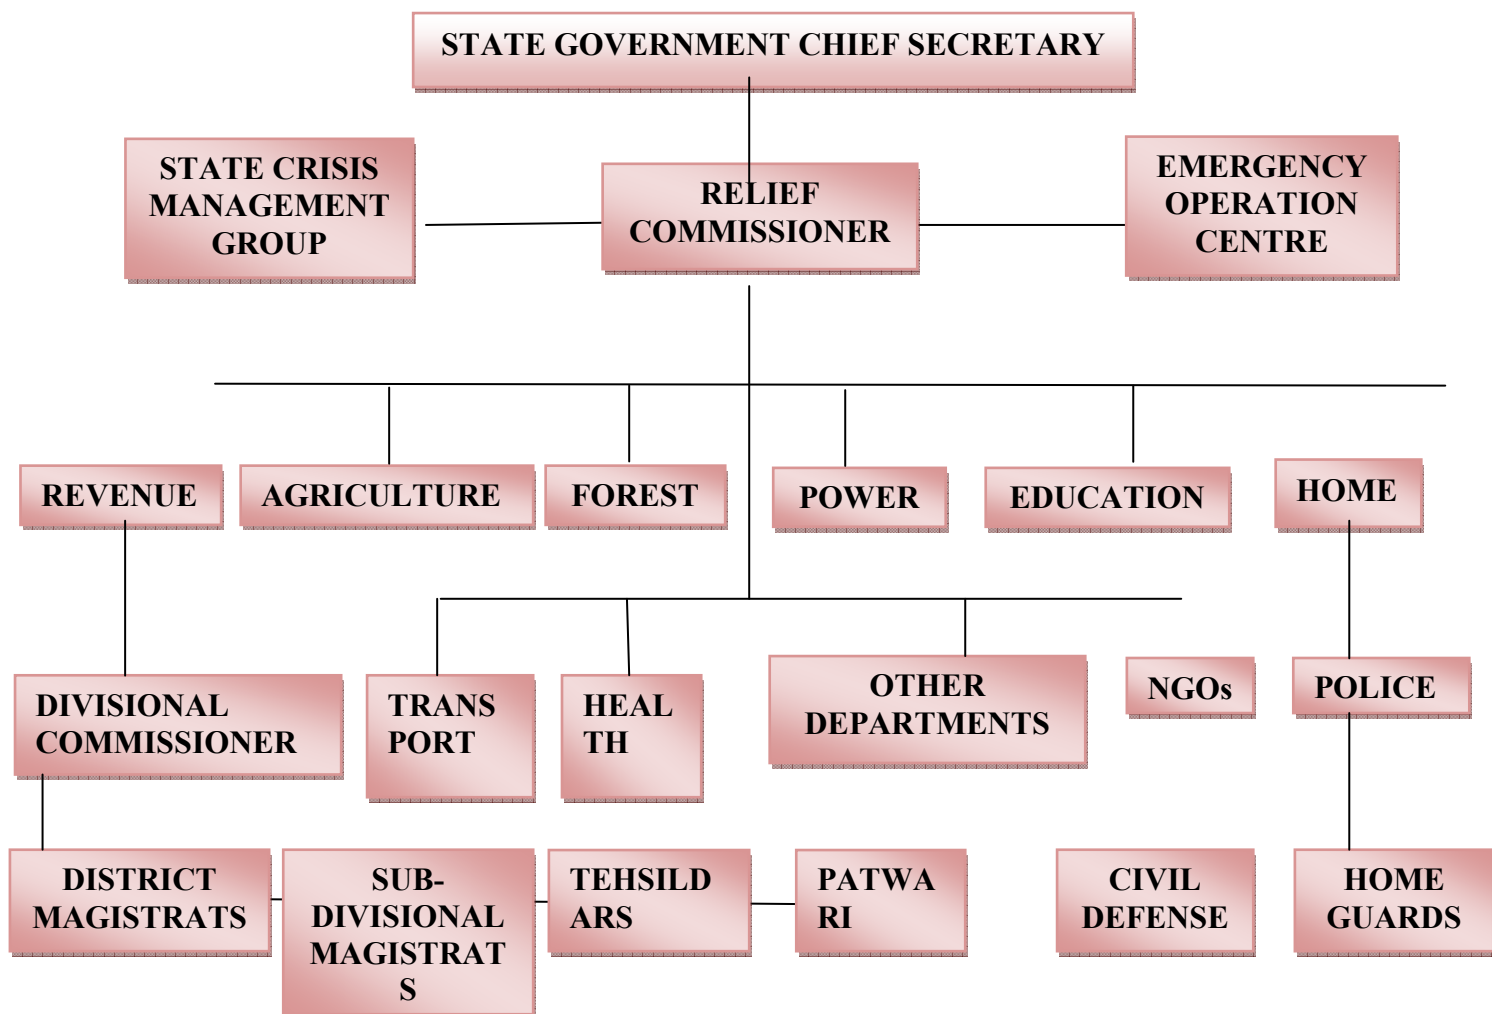 STATE GOVERNMENT CHIEF SECRETARY
STATE CRISIS
MANAGEMENT
GROUP
RELIEF
COMMISSIONER
EMERGENCY
OPERATION
CENTRE
REVENUE
AGRICULTURE
FOREST
POWER
EDUCATION
HOME
DIVISIONAL
COMMISSIONER
TRANS
PORT
HEAL
TH
OTHER
DEPARTMENTS
NGOs
POLICE
DISTRICT
MAGISTRATS
SUB-
DIVISIONAL
MAGISTRAT
S
TEHSILD
ARS
PATWA
RI
CIVIL
DEFENSE
HOME
GUARDS